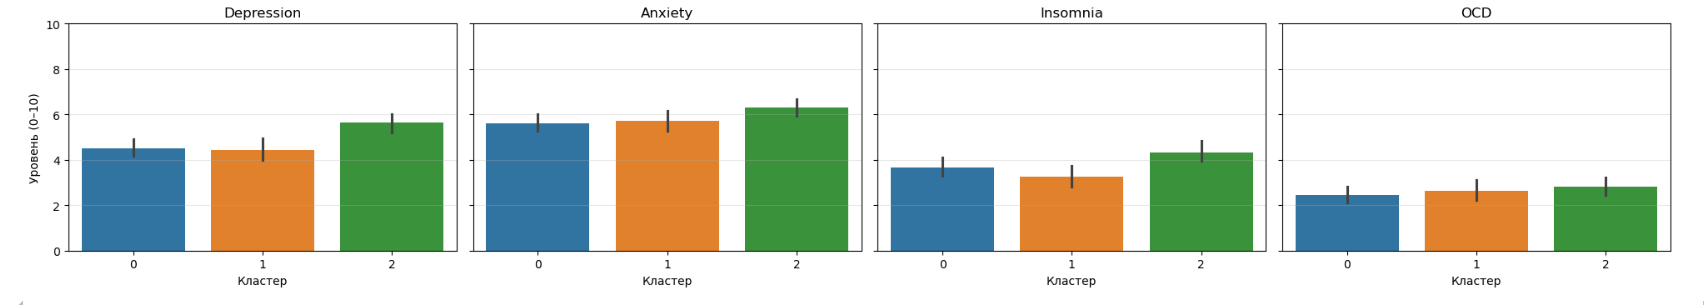 Depression
Anxiety
Insomnia
OCD
Уровень (0–10)
10
8
6
4
2
0
0 1 2
0 1 2
0 1 2
0 1 2
Кластер
Кластер
Кластер
Кластер